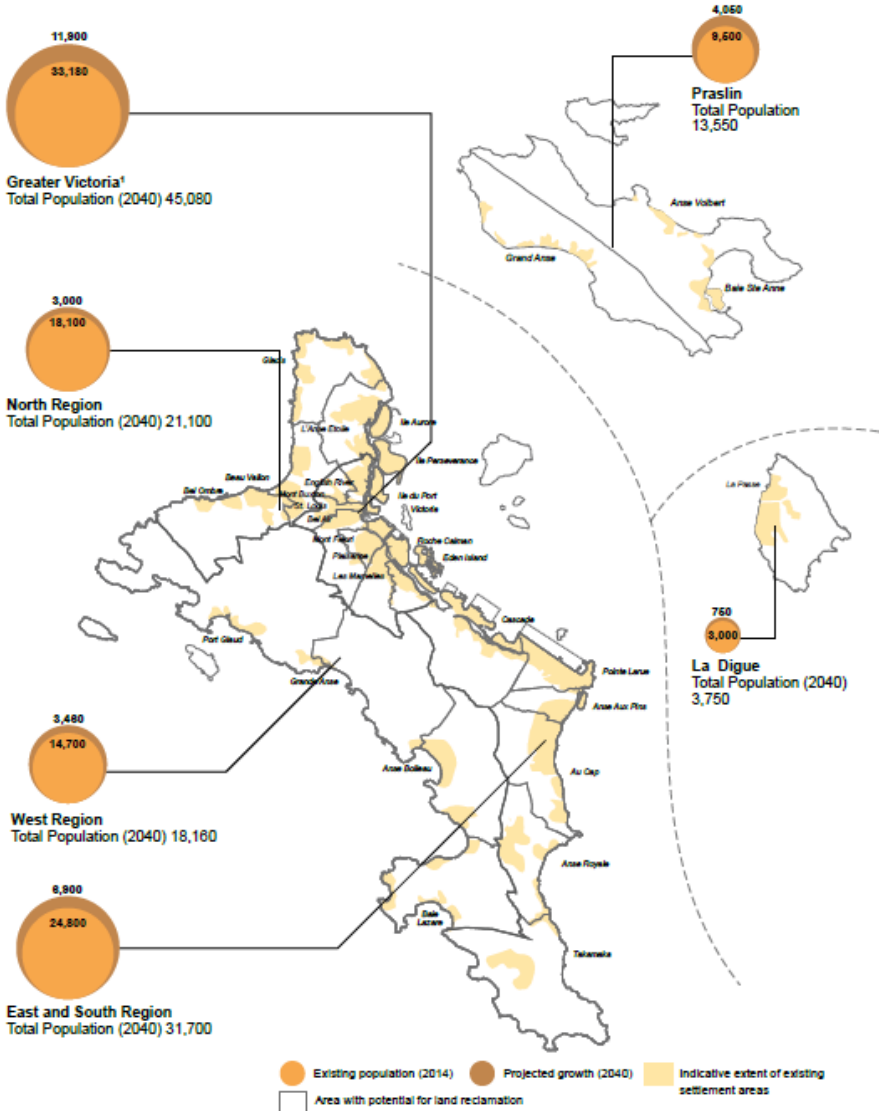 11,900
33,180
Greater Victoria¹
Total Population (2040) 45,080
4,050
9,500
Praslin
Total Population
13,550
Anse Volbert
Grand Anse
Baie Ste Anne
3,000
18,100
North Region
Total Population (2040) 21,100
Glacis
L'Anse Etoile
Ile Aurore
Ile Perseverance
English River
Beau Vallon
Bel Ombre
Mont Buxton
St. Louis
Bel Air
Ile du Port
Victoria
Mont Fleuri
Roche Caiman
Plaisance
Eden Island
Les Mamelles
La Passe
Cascade
Port Glaud
Grande Anse
Pointe Larue
Anse Aux Pins
750
3,000
La Digue
Total Population (2040)
3,750
3,460
14,700
West Region
Total Population (2040) 18,160
Anse Boileau
Au Cap
Anse Royale
6,900
24,800
East and South Region
Total Population (2040) 31,700
Baie
Lazare
Takamaka
Existing population (2014)
Projected growth (2040)
Indicative extent of existing
settlement areas
Area with potential for land reclamation